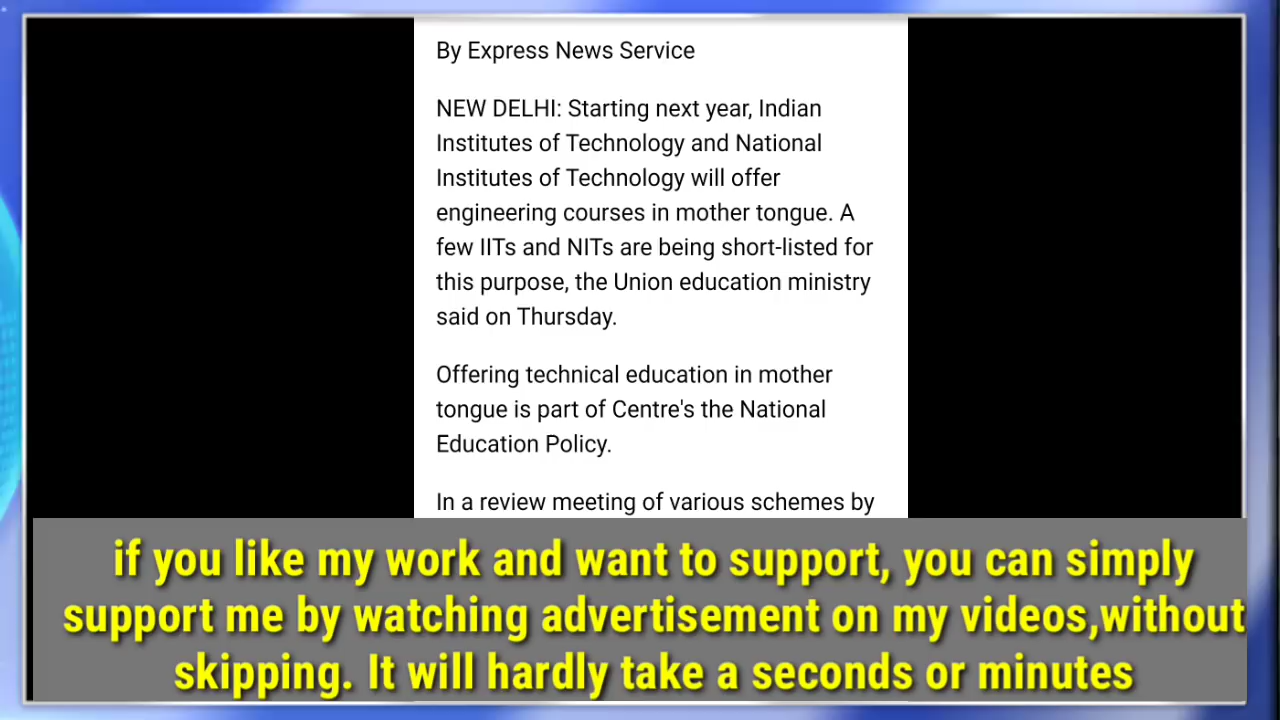 By Express News Service
NEW DELHI: Starting next year, Indian
Institutes of Technology and National
Institutes of Technology will offer
engineering courses in mother tongue. A
few IITs and NITs are being short-listed for
this purpose, the Union education ministry
said on Thursday.
Offering technical education in mother
tongue is part of Centre's the National
Education Policy.
In a review meeting of various schemes by
if you like my work and want to support, you can simply
support me by watching advertisement on my videos,without
skipping. It will hardly take a seconds or minutes